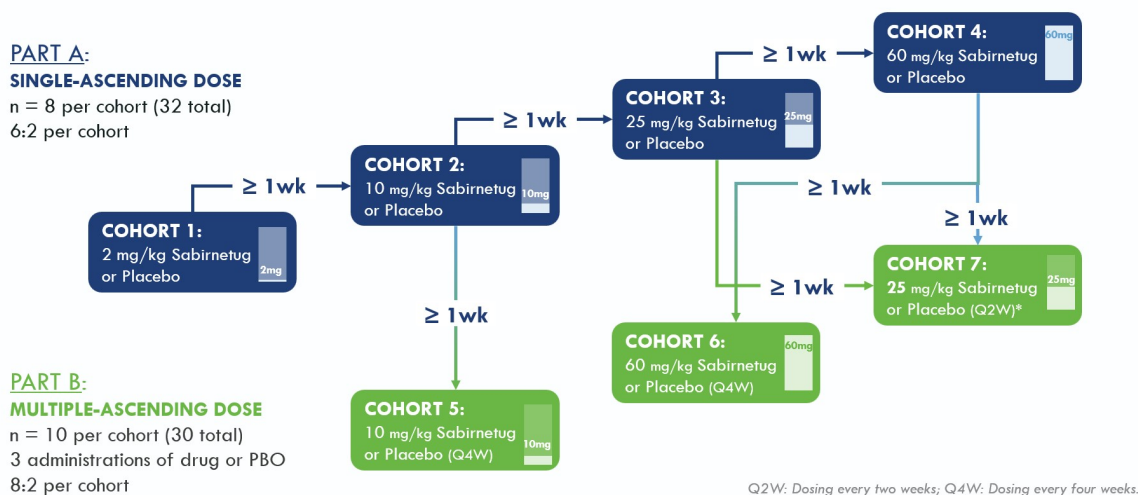 PART A:
SINGLE-ASCENDING DOSE
n = 8 per cohort (32 total)
6:2 per cohort
COHORT 1:
2 mg/kg Sabirnetug
or Placebo
2mg
≥ 1wk
COHORT 2:
10 mg/kg Sabirnetug
or Placebo
10mg
≥ 1wk
COHORT 3:
25 mg/kg Sabirnetug
or Placebo
25mg
≥ 1wk
COHORT 4:
60 mg/kg Sabirnetug
or Placebo
60mg
≥ 1wk
≥ 1wk
≥ 1wk
≥ 1wk
PART B:
MULTIPLE-ASCENDING DOSE
n = 10 per cohort (30 total)
3 administrations of drug or PBO
8:2 per cohort
COHORT 5:
10 mg/kg Sabirnetug
or Placebo (Q4W)
10mg
COHORT 6:
60 mg/kg Sabirnetug
or Placebo (Q4W)
60mg
COHORT 7:
25 mg/kg Sabirnetug
or Placebo (Q2W)*
25mg
Q2W: Dosing every two weeks; Q4W: Dosing every four weeks.